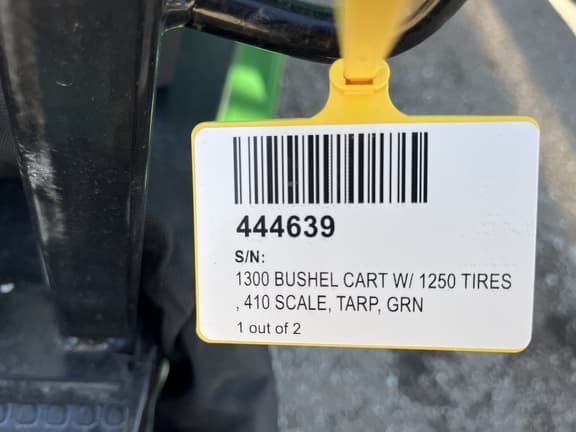 444639
S/N:
1300 BUSHEL CART W/ 1250 TIRES
, 410 SCALE, TARP, GRN
1 out of 2